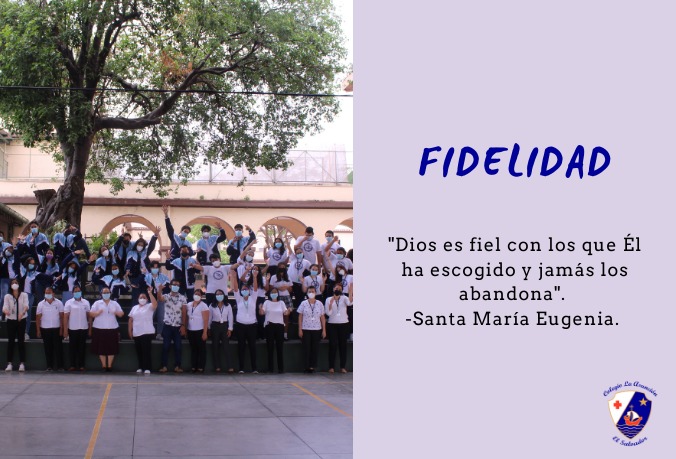 FIDELIDAD
"Dios es fiel con los que Él
ha escogido y jamás los
abandona".
-Santa María Eugenia.
Colegio La Asunción
El Salvador